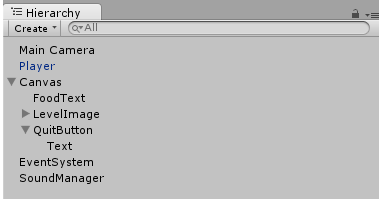 Hierarchy
Create
All
Main Camera
Player
Canvas
FoodText
LevelImage
QuitButton
Text
EventSystem
SoundManager